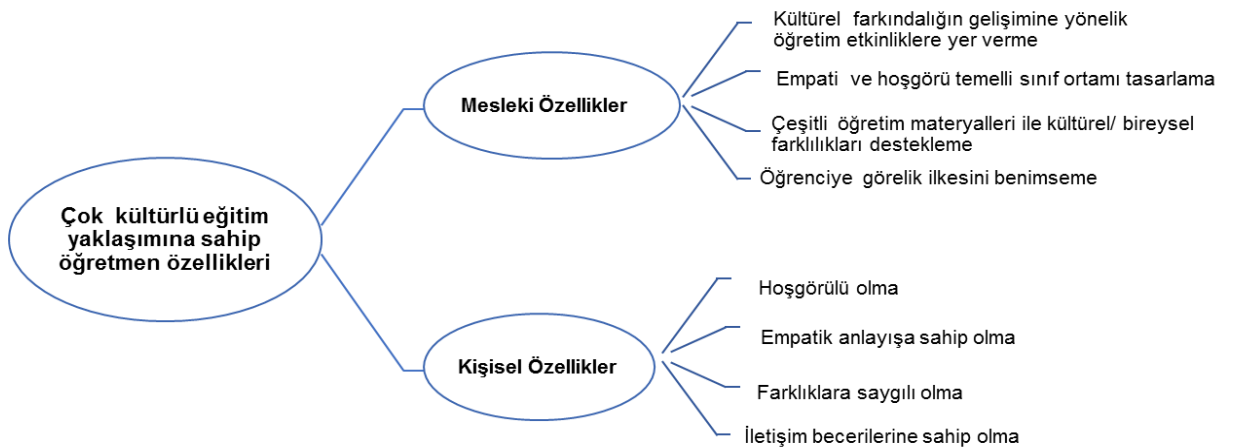 Çok kültürlü eğitim
yaklaşımına sahip
öğretmen özellikleri
Mesleki Özellikler
Kültürel farkındalığın gelişimine yönelik
öğretim etkinliklere yer verme
Empati ve hoşgörü temelli sınıf ortamı tasarlama
Çeşitli öğretim materyalleri ile kültürel/ bireysel
farklılıkları destekleme
Öğrenciye görelik ilkesini benimseme
Kişisel Özellikler
Hoşgörülü olma
Empatik anlayışa sahip olma
Farklıklara saygılı olma
İletişim becerilerine sahip olma